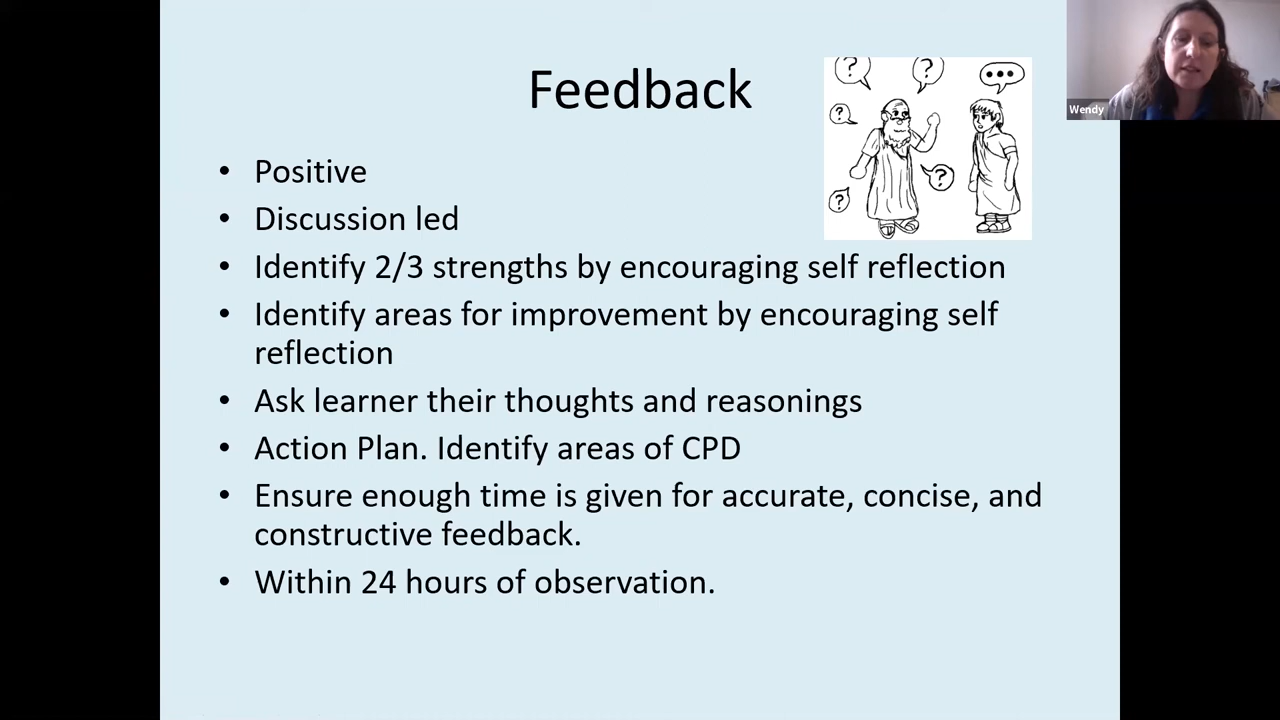 Feedback
? ? ...
?
?
?
Wendy
• Positive
• Discussion led
• Identify 2/3 strengths by encouraging self reflection
• Identify areas for improvement by encouraging self
reflection
• Ask learner their thoughts and reasonings
• Action Plan. Identify areas of CPD
• Ensure enough time is given for accurate, concise, and
constructive feedback.
• Within 24 hours of observation.